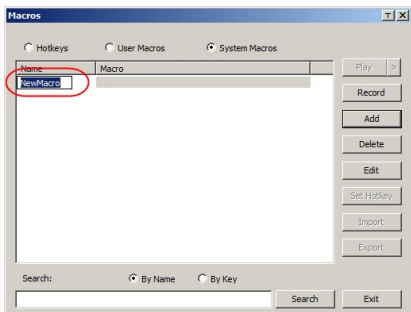 Macros
T X
Hotkeys User Macros System Macros
Name Macro
NewMacro
Play >
Record
Add
Delete
Edit
Set Hotkey
Import
Export
Search: By Name By Key
Search Exit